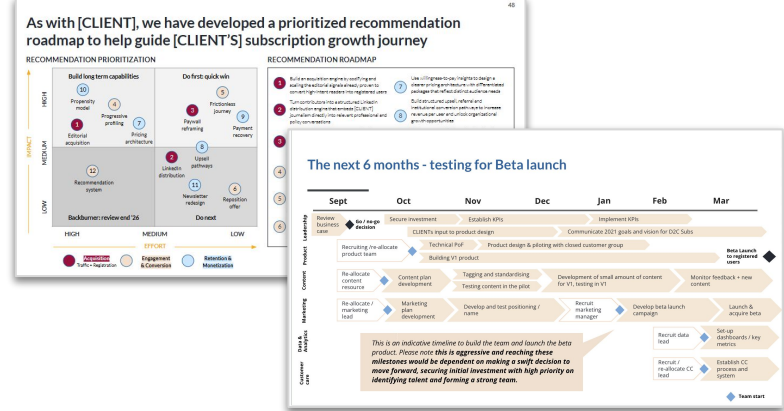 48
As with [CLIENT], we have developed a prioritized recommendation
roadmap to help guide [CLIENT'S] subscription growth journey
RECOMMENDATION PRIORITIZATION
IMPACT
HIGH
MEDIUM
LOW
Build long term capabilities
10
Propensity
model
4
Progressive
profiling
1
Editorial
acquisition
7
Pricing
architecture
Do first: quick win
5
Frictionless
journey
3
Paywall
reframing
9
Payment
recovery
8
Upsell
pathways
2
LinkedIn
distribution
12
Recommendation
system
11
Newsletter
redesign
6
Reposition
offer
Backburner: review end '26
Do next
HIGH
MEDIUM
LOW
EFFORT
Acquisition
Traffic + Registration
Engagement
& Conversion
Retention &
Monetization
RECOMMENDATION ROADMAP
1
Build an acquisition engine by codifying and
scaling the editorial signals already proven to
convert high-intent readers into registered users
2
Turn contributors into a structured LinkedIn
distribution engine that embeds [CLIENT]
journalism directly into relevant professional and
policy conversations
3
4
5
6
7
Use willingness-to-pay insights to design a
clearer pricing architecture with differentiated
packages that reflect distinct audience needs
8
Build structured upsell, referral and
institutional conversion pathways to increase
revenue per user and unlock organizational
growth opportunities
The next 6 months - testing for Beta launch
Sept
Oct
Nov
Dec
Jan
Feb
Mar
Leadership
Review
business
case
Go / no-go
decision
Secure investment
Establish KPIs
Implement KPIs
CLIENTs input to product design
Communicate 2021 goals and vision for D2C Subs
Product
Recruiting /re-allocate
product team
Technical PoF
Product design & piloting with closed customer group
Building V1 product
Beta Launch
to registered
users
Content
Re-allocate
content
resource
Content plan
development
Tagging and standardising
Testing content in the pilot
Development of small amount of content
for V1, testing in V1
Monitor feedback + new
content
Marketing
Re-allocate /
marketing
lead
Marketing
plan
development
Develop and test positioning /
name
Recruit
marketing
manager
Develop beta launch
campaign
Launch &
acquire beta
Data &
Analytics
Recruit data
lead
Set-up
dashboards / key
metrics
Customer
care
Recruit /
re-allocate CC
lead
Establish CC
process and
system
This is an indicative timeline to build the team and launch the beta
product. Please note this is aggressive and reaching these
milestones would be dependent on making a swift decision to
move forward, securing initial investment with high priority on
identifying talent and forming a strong team.
Team start